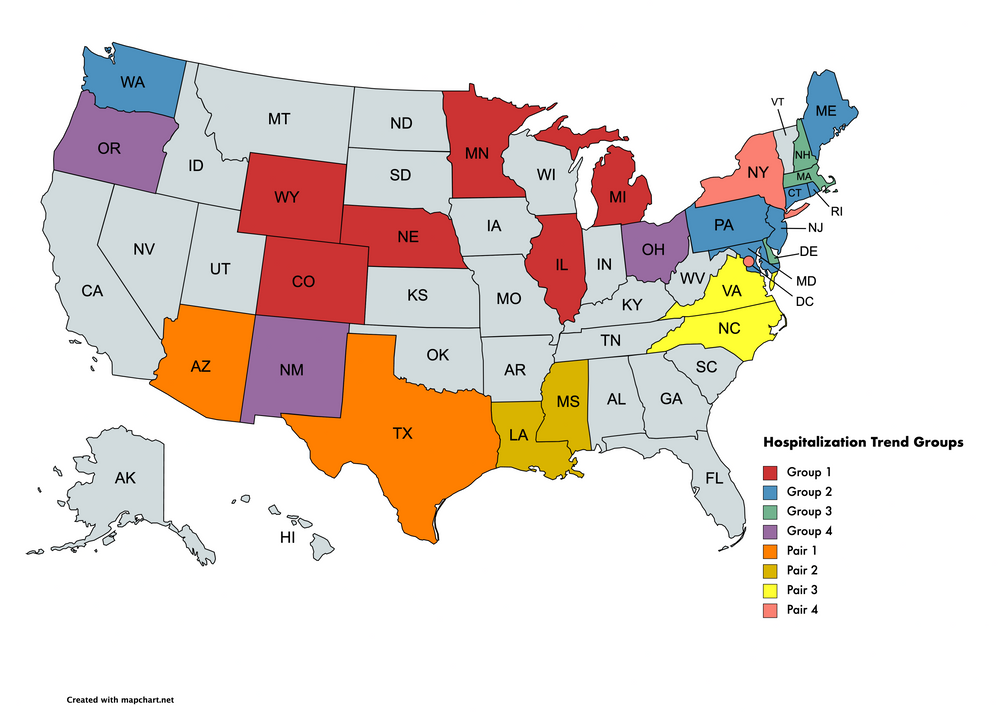 WA
MT
ND
MN
VT
ME
OR
ID
SD
WI
NY
NH
MA
WY
MI
CT
RI
NV
UT
NE
IA
PA
NJ
CA
CO
IL
IN
OH
DE
KS
MO
WV
VA
MD
KY
DC
AZ
NM
OK
TN
NC
AR
SC
TX
LA
MS
AL
GA
AK
HI
FL
Hospitalization Trend Groups
Group 1
Group 2
Group 3
Group 4
Pair 1
Pair 2
Pair 3
Pair 4
Created with mapchart.net